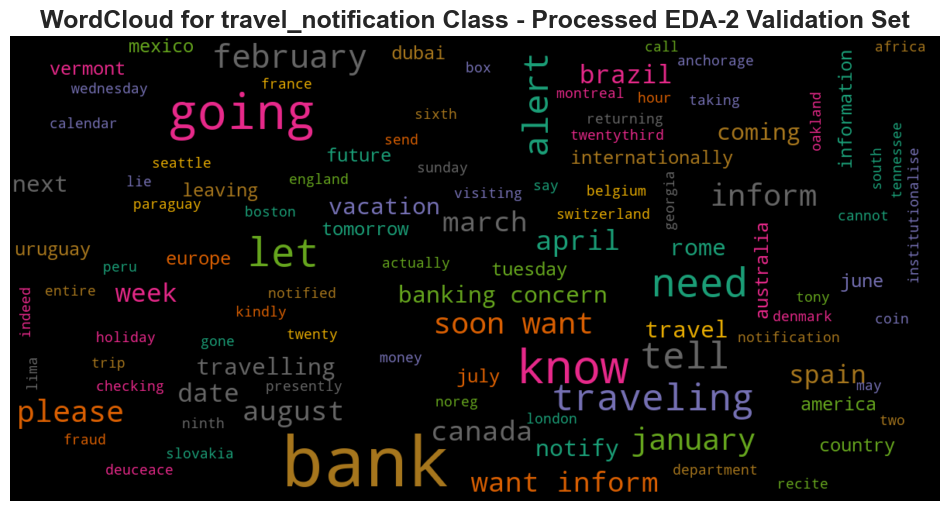 WordCloud for travel_notification Class - Processed EDA-2 Validation Set
mexico
february
dubai
call
africa
vermont
box
brazil
anchorage
wednesday
france
going
alert
montreal
hour
taking
information
calendar
sixth
send
returning
twentythird
coming
oakland
seattle
future
sunday
internationally
south
tennessee
next
lie
leaving
england
visiting
say
belgium
georgia
inform
institutionalise
paraguay
boston
vacation
march
switzerland
cannot
uruguay
let
tomorrow
april
rome
australia
peru
europe
actually
tuesday
need
june
entire
week
notified
banking concern
tony
indeed
kindly
soon want
travel
denmark
coin
holiday
gone
twenty
notification
lima
trip
travelling
money
know
tell
checking
presently
july
traveling
spain
may
date
please
august
noreg
london
america
two
ninth
canada
january
fraud
slovakia
bank
notify
country
deuceace
want inform
department
recite